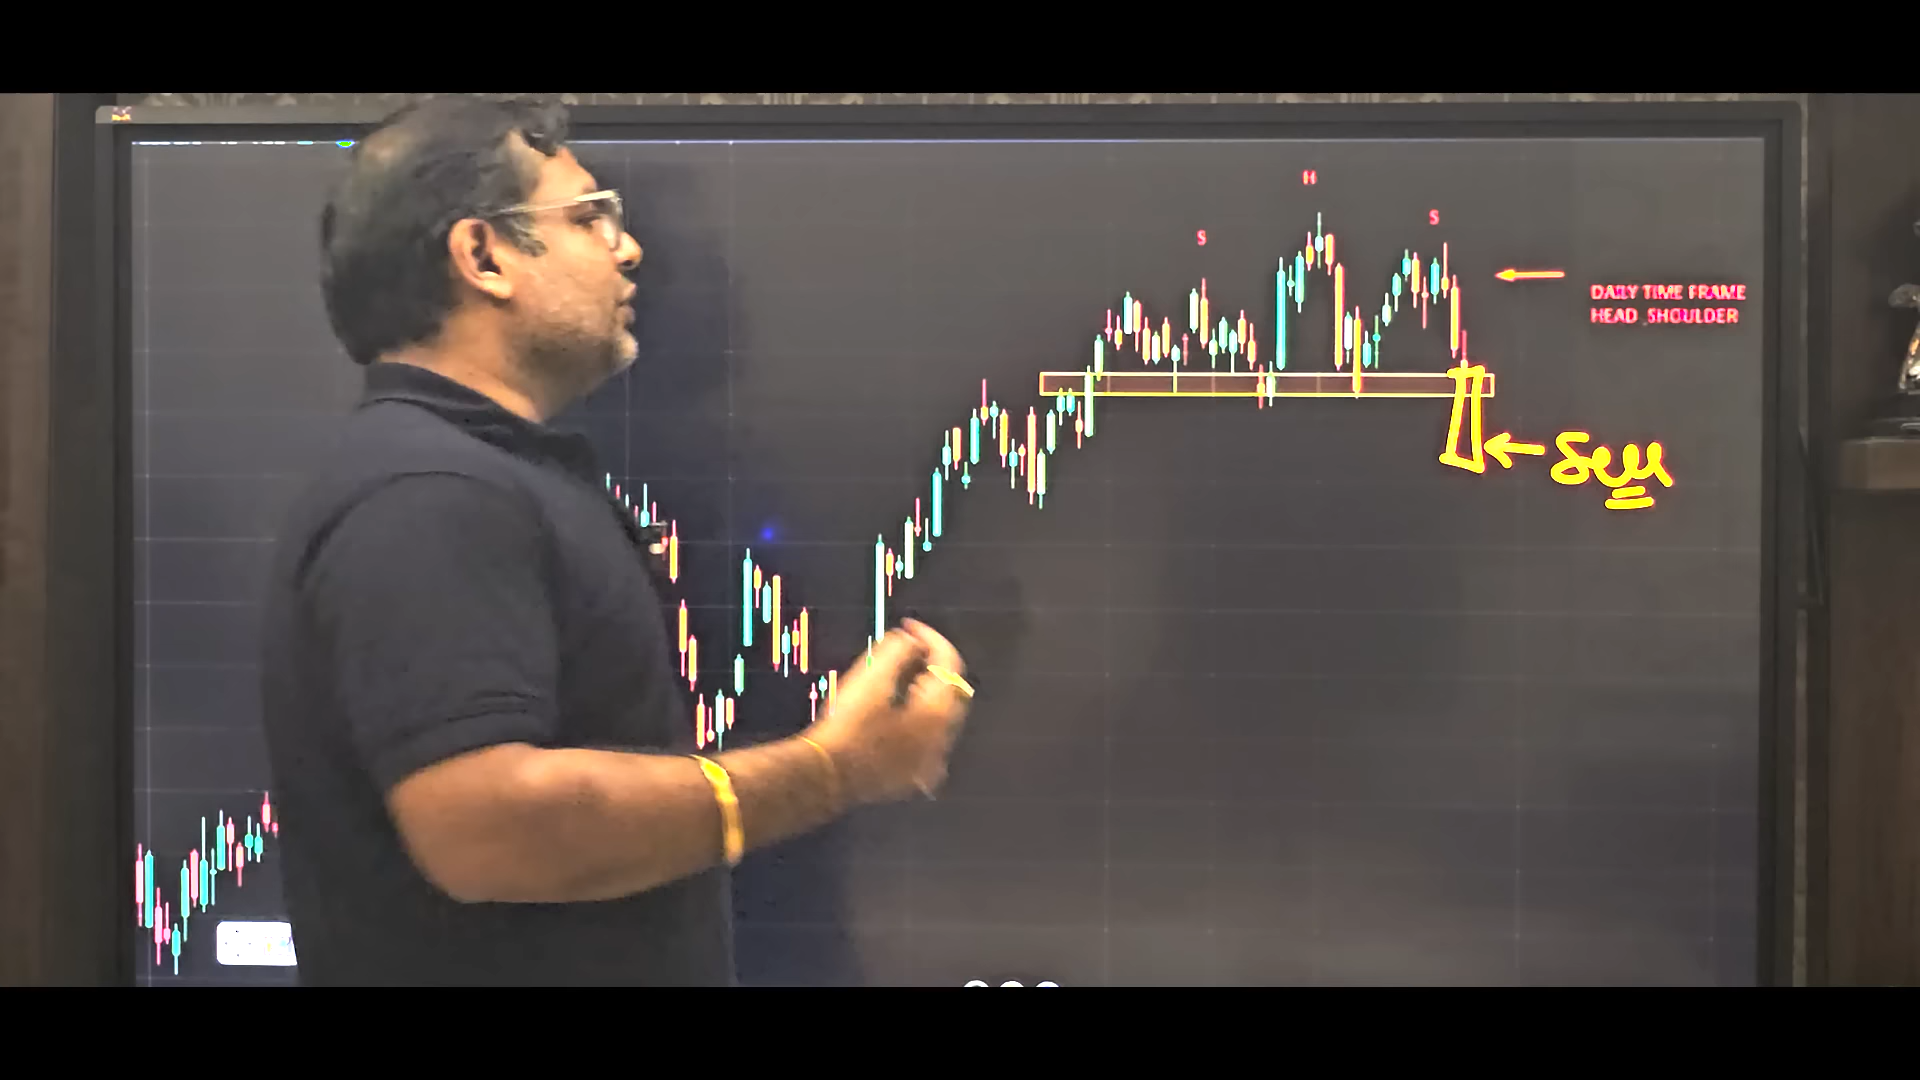 H
S
S
DAILY TIME FRAME
HEAD SHOULDER
Sell